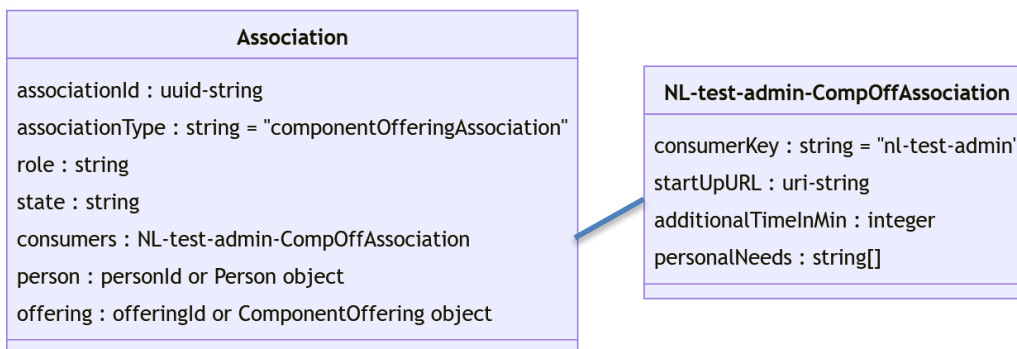 Association
associationId : uuid-string
associationType : string = "componentOfferingAssociation"
role : string
state : string
consumers : NL-test-admin-CompOffAssociation
person : personId or Person object
offering : offeringId or ComponentOffering object
NL-test-admin-CompOffAssociation
consumerKey : string = "nl-test-admin"
startUpURL : uri-string
additionalTimeInMin : integer
personalNeeds : string[]